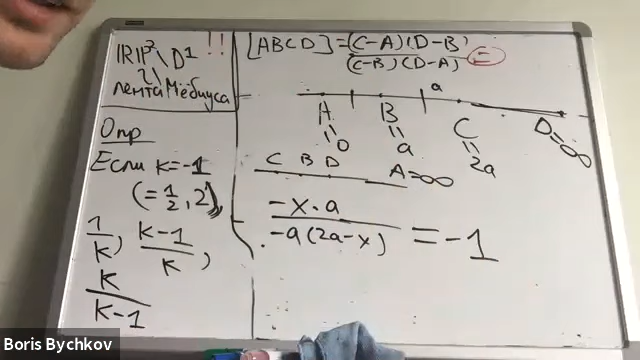 ℝP²\D¹ !!
лента Мёбиуса
Опр
Если k=-1
(=½, 2),
1/k, (k-1)/k,
k/(k-1)
[ABCD]=(C-A)(D-B)/(C-B)(D-A) =
a
A B C D=∞
0 a 2a
C B D A=∞
-x·a/-a(2a-x) = -1
Boris Bychkov